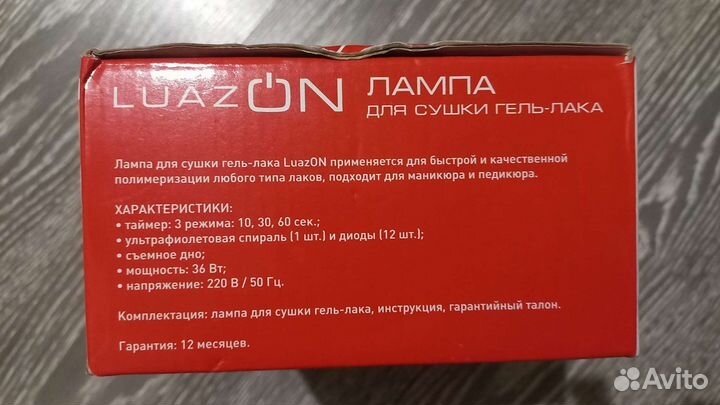 LUAZON ЛАМПА
ДЛЯ СУШКИ ГЕЛЬ-ЛАКА
Лампа для сушки гель-лака LuazON применяется для быстрой и качественной
полимеризации любого типа лаков, подходит для маникюра и педикюра.
ХАРАКТЕРИСТИКИ:
• таймер: 3 режима: 10, 30, 60 сек.;
• ультрафиолетовая спираль (1 шт.) и диоды (12 шт.);
• съемное дно;
• мощность: 36 Вт;
• напряжение: 220 В / 50 Гц.
Комплектация: лампа для сушки гель-лака, инструкция, гарантийный талон.
Гарантия: 12 месяцев.
Avito